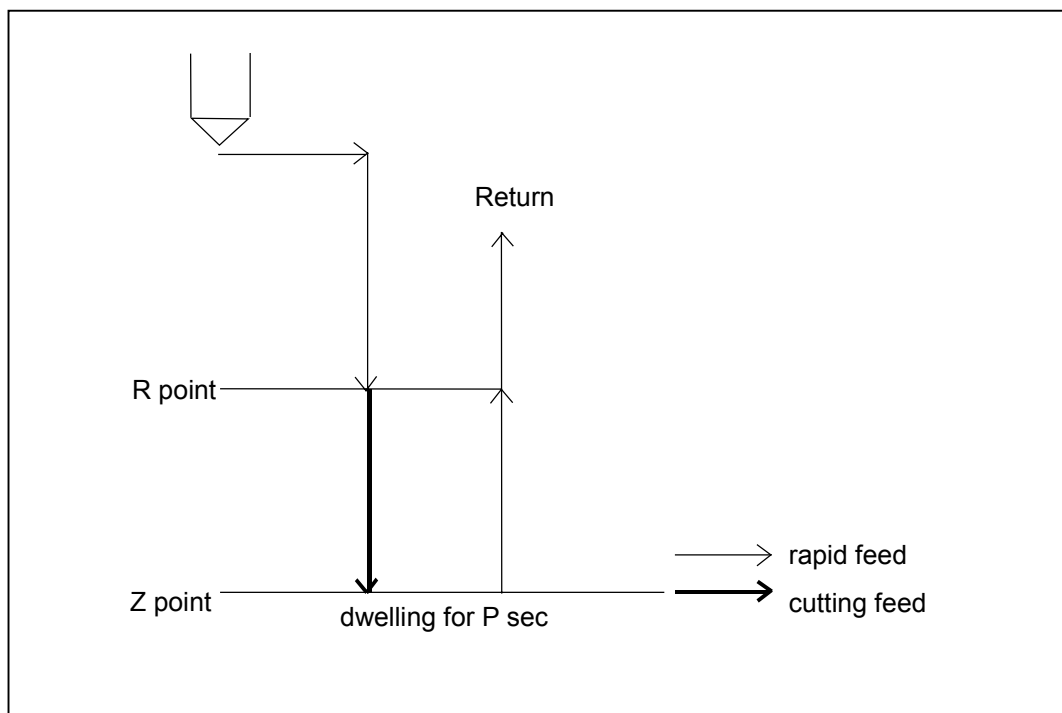 Return
R point
rapid feed
Z point
cutting feed
dwelling for P sec